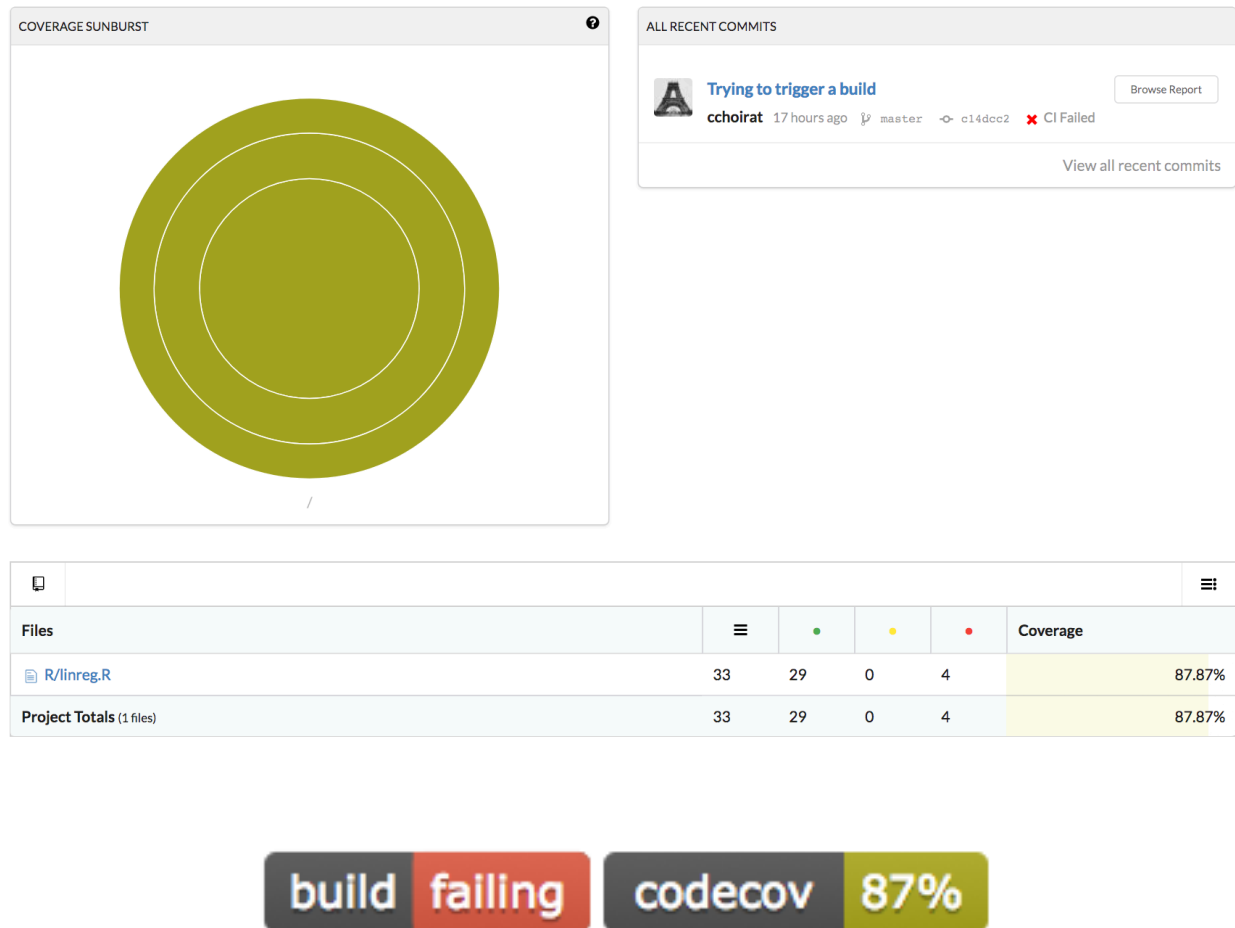 COVERAGE SUNBURST
/
ALL RECENT COMMITS
Trying to trigger a build
Browse Report
cchoirat 17 hours ago master c14dcc2 CI Failed
View all recent commits
Files Coverage
R/linreg.R 33 29 0 4 87.87%
Project Totals (1 files) 33 29 0 4 87.87%
build failing codecov 87%